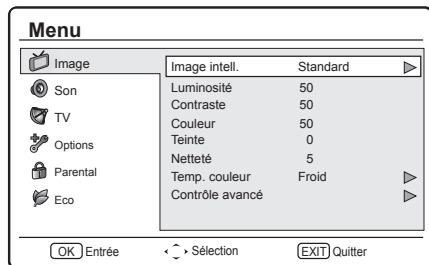 Menu
Image
Son
TV
Options
Parental
Eco
Image intell. Standard
Luminosité 50
Contraste 50
Couleur 50
Teinte 0
Netteté 5
Temp. couleur Froid
Contrôle avancé
OK Entrée Sélection EXIT Quitter